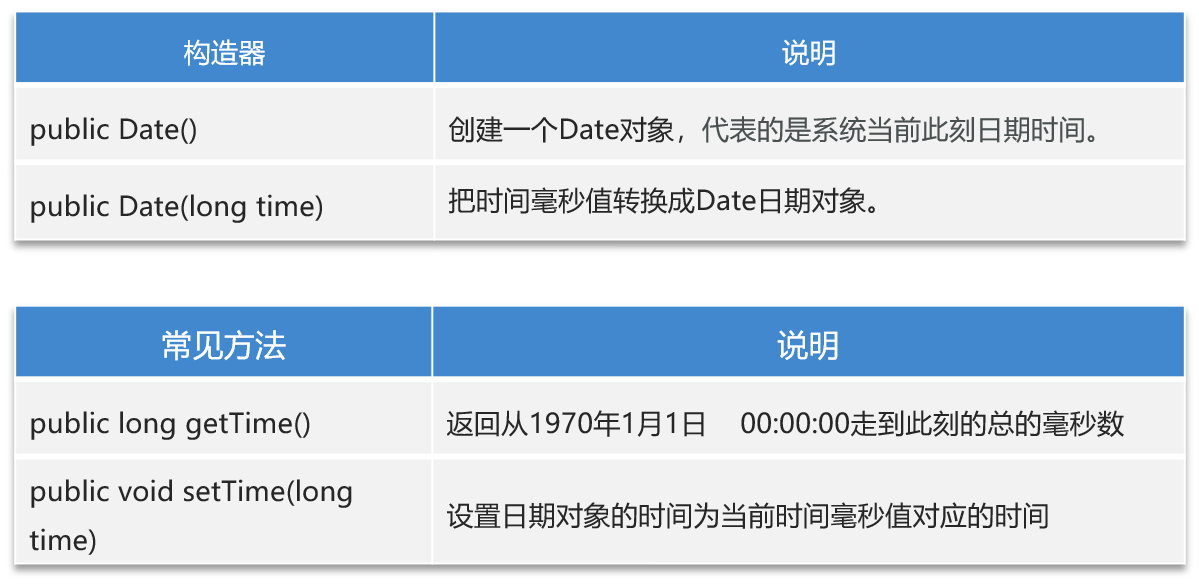 构造器 说明
public Date() 创建一个Date对象，代表的是系统当前此刻日期时间。
public Date(long time) 把时间毫秒值转换成Date日期对象。
常见方法 说明
public long getTime() 返回从1970年1月1日 00:00:00走到此刻的总的毫秒数
public void setTime(long
time)
设置日期对象的时间为当前时间毫秒值对应的时间